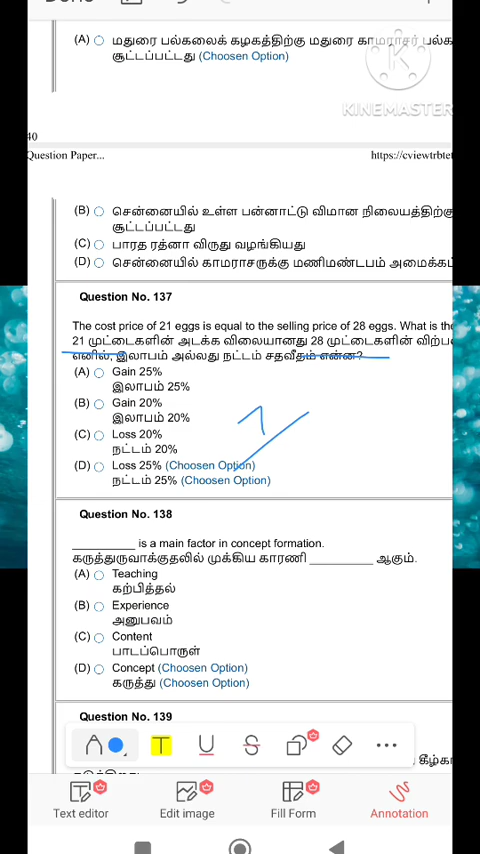 (A) மதுரை பல்கலைக் கழகத்திற்கு மதுரை காமராசர் பல்க
சூட்டப்பட்டது (Choosen Option)
KINEMASTER
40
Question Paper...
https://cviewtrbtet
(B) சென்னையில் உள்ள பன்னாட்டு விமான நிலையத்திற்கு
சூட்டப்பட்டது
(C) பாரத ரத்னா விருது வழங்கியது
(D) சென்னையில் காமராசருக்கு மணிமண்டபம் அமைக்கப்
Question No. 137
The cost price of 21 eggs is equal to the selling price of 28 eggs. What is the
21 முட்டைகளின் அடக்க விலையானது 28 முட்டைகளின் விற்ப
எனில், இலாபம் அல்லது நட்டம் சதவீதம் என்ன?
(A) Gain 25%
இலாபம் 25%
(B) Gain 20%
இலாபம் 20%
(C) Loss 20%
நட்டம் 20%
(D) Loss 25% (Choosen Option)
நட்டம் 25% (Choosen Option)
Question No. 138
__________ is a main factor in concept formation.
கருத்துருவாக்குதலில் முக்கிய காரணி __________ ஆகும்.
(A) Teaching
கற்பித்தல்
(B) Experience
அனுபவம்
(C) Content
பாடப்பொருள்
(D) Concept (Choosen Option)
கருத்து (Choosen Option)
Question No. 139
Text editor
Edit image
Fill Form
Annotation